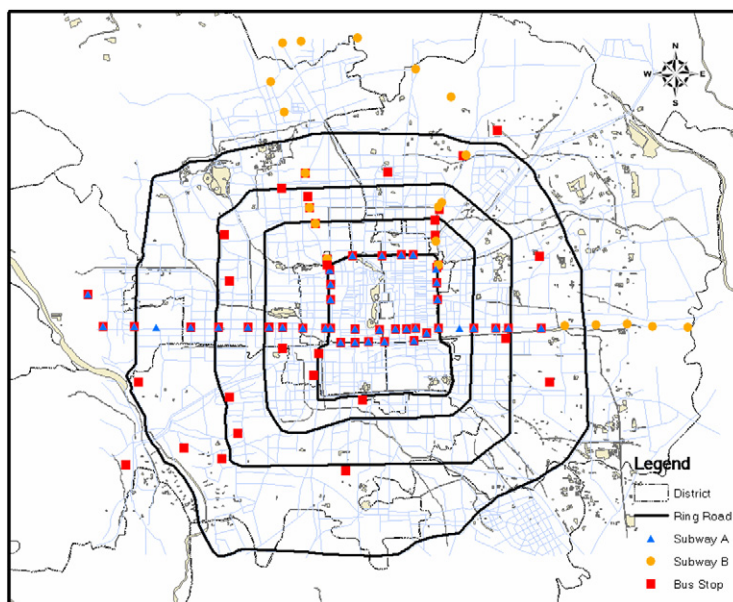 N
W E
S
Legend
District
Ring Road
Subway A
Subway B
Bus Stop